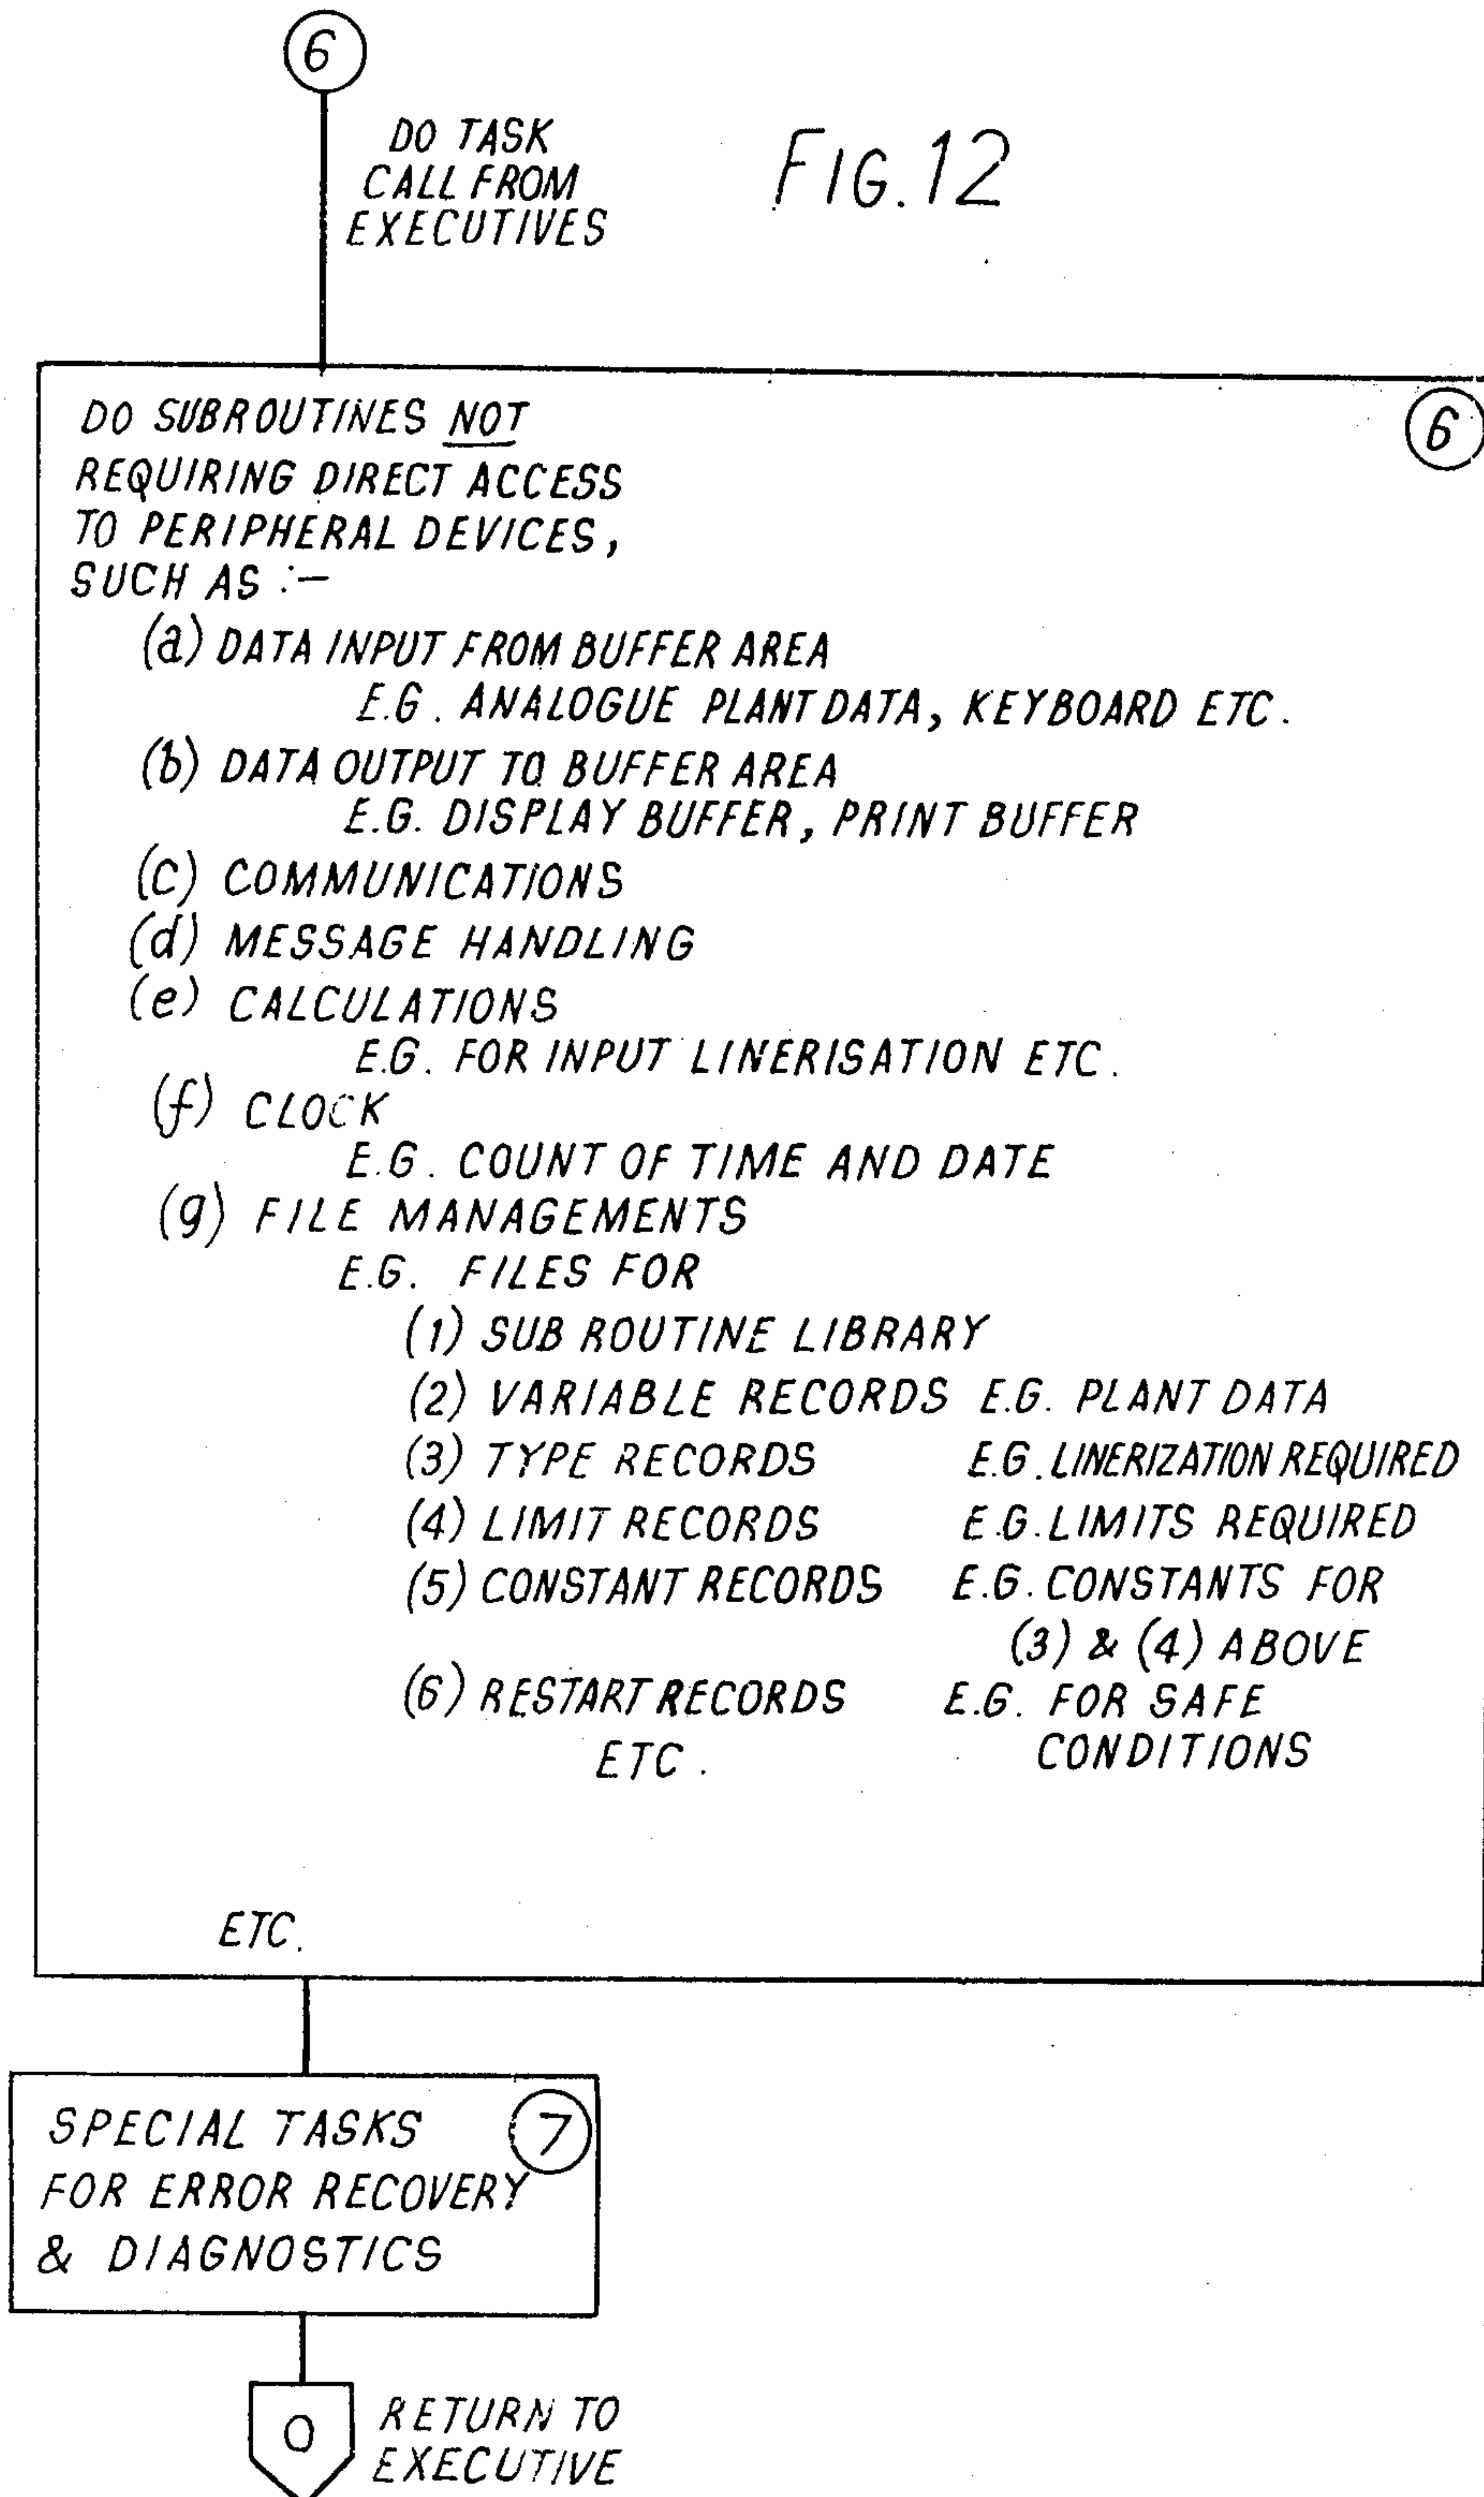 6
DO TASK
CALL FROM
EXECUTIVES
FIG. 12
6
DO SUBROUTINES NOT
REQUIRING DIRECT ACCESS
TO PERIPHERAL DEVICES,
SUCH AS :-
(a) DATA INPUT FROM BUFFER AREA
E.G. ANALOGUE PLANT DATA, KEYBOARD ETC.
(b) DATA OUTPUT TO BUFFER AREA
E.G. DISPLAY BUFFER, PRINT BUFFER
(c) COMMUNICATIONS
(d) MESSAGE HANDLING
(e) CALCULATIONS
E.G. FOR INPUT LINERISATION ETC.
(f) CLOCK
E.G. COUNT OF TIME AND DATE
(g) FILE MANAGEMENTS
E.G. FILES FOR
(1) SUB ROUTINE LIBRARY
(2) VARIABLE RECORDS E.G. PLANT DATA
(3) TYPE RECORDS E.G. LINERIZATION REQUIRED
(4) LIMIT RECORDS E.G. LIMITS REQUIRED
(5) CONSTANT RECORDS E.G. CONSTANTS FOR
(3) & (4) ABOVE
(6) RESTART RECORDS E.G. FOR SAFE
ETC. CONDITIONS
ETC.
SPECIAL TASKS 7
FOR ERROR RECOVERY
& DIAGNOSTICS
0
RETURN TO
EXECUTIVE